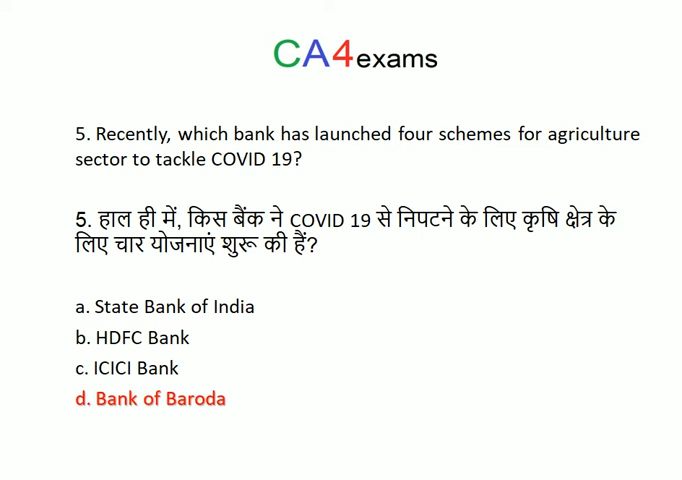 CA4exams
5. Recently, which bank has launched four schemes for agriculture
sector to tackle COVID 19?
5. हाल ही में, किस बैंक ने COVID 19 से निपटने के लिए कृषि क्षेत्र के
लिए चार योजनाएं शुरू की हैं?
a. State Bank of India
b. HDFC Bank
c. ICICI Bank
d. Bank of Baroda